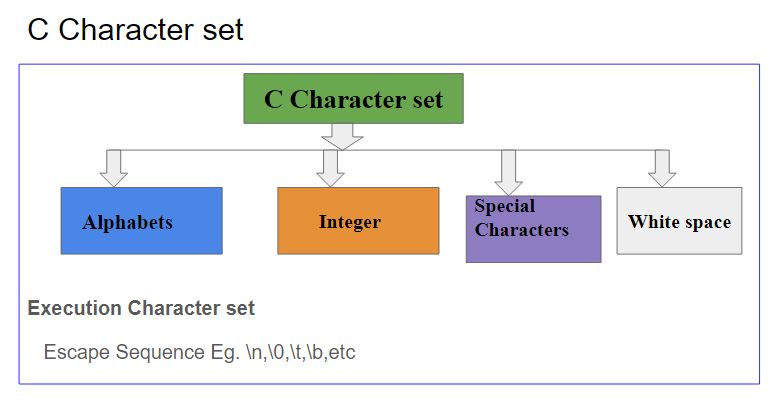 C Character set
C Character set
Alphabets
Integer
Special
Characters
White space
Execution Character set
Escape Sequence Eg. \n,\0,\t,\b,etc